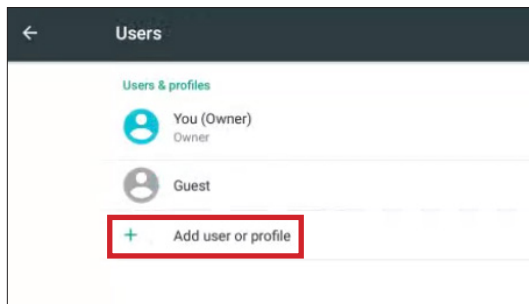 Users
Users & profiles
You (Owner)
Owner
Guest
Add user or profile